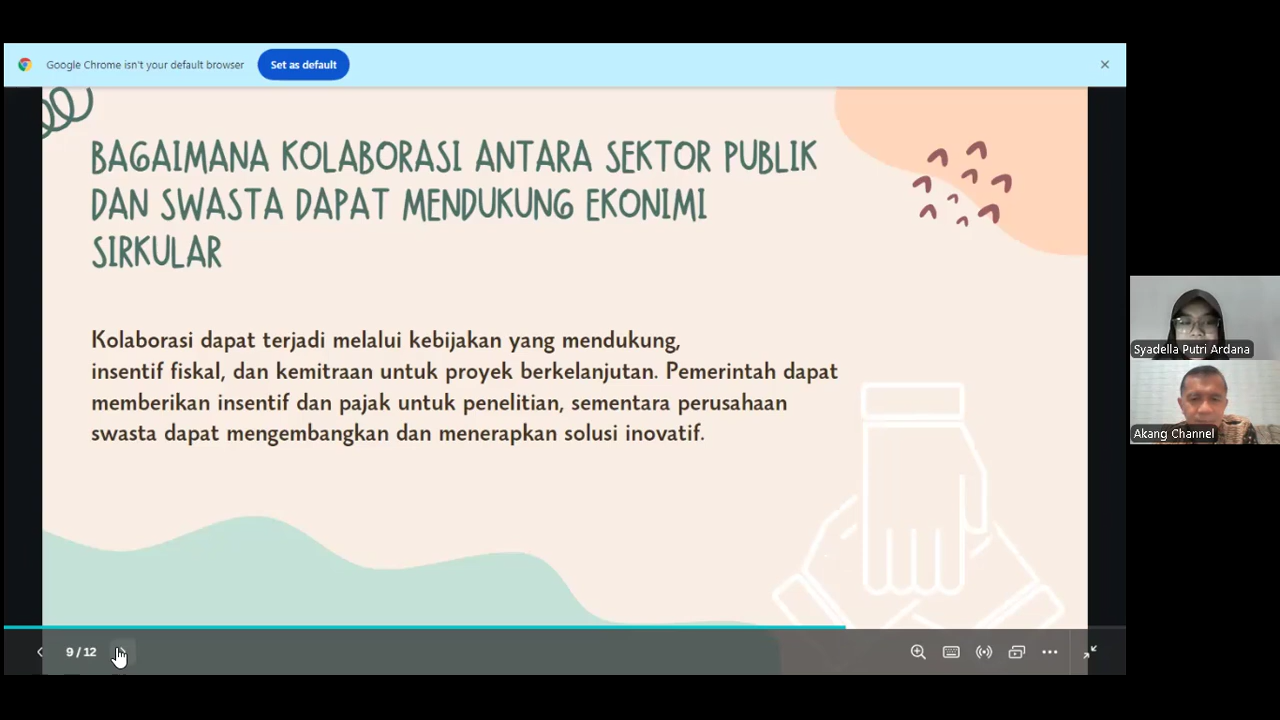 Google Chrome isn't your default browser
Set as default
BAGAIMANA KOLABORASI ANTARA SEKTOR PUBLIK
DAN SWASTA DAPAT MENDUKUNG EKONIMI
SIRKULAR
Kolaborasi dapat terjadi melalui kebijakan yang mendukung,
insentif fiskal, dan kemitraan untuk proyek berkelanjutan. Pemerintah dapat
memberikan insentif dan pajak untuk penelitian, sementara perusahaan
swasta dapat mengembangkan dan menerapkan solusi inovatif.
Syadella Putri Ardana
Akang Channel
9 / 12